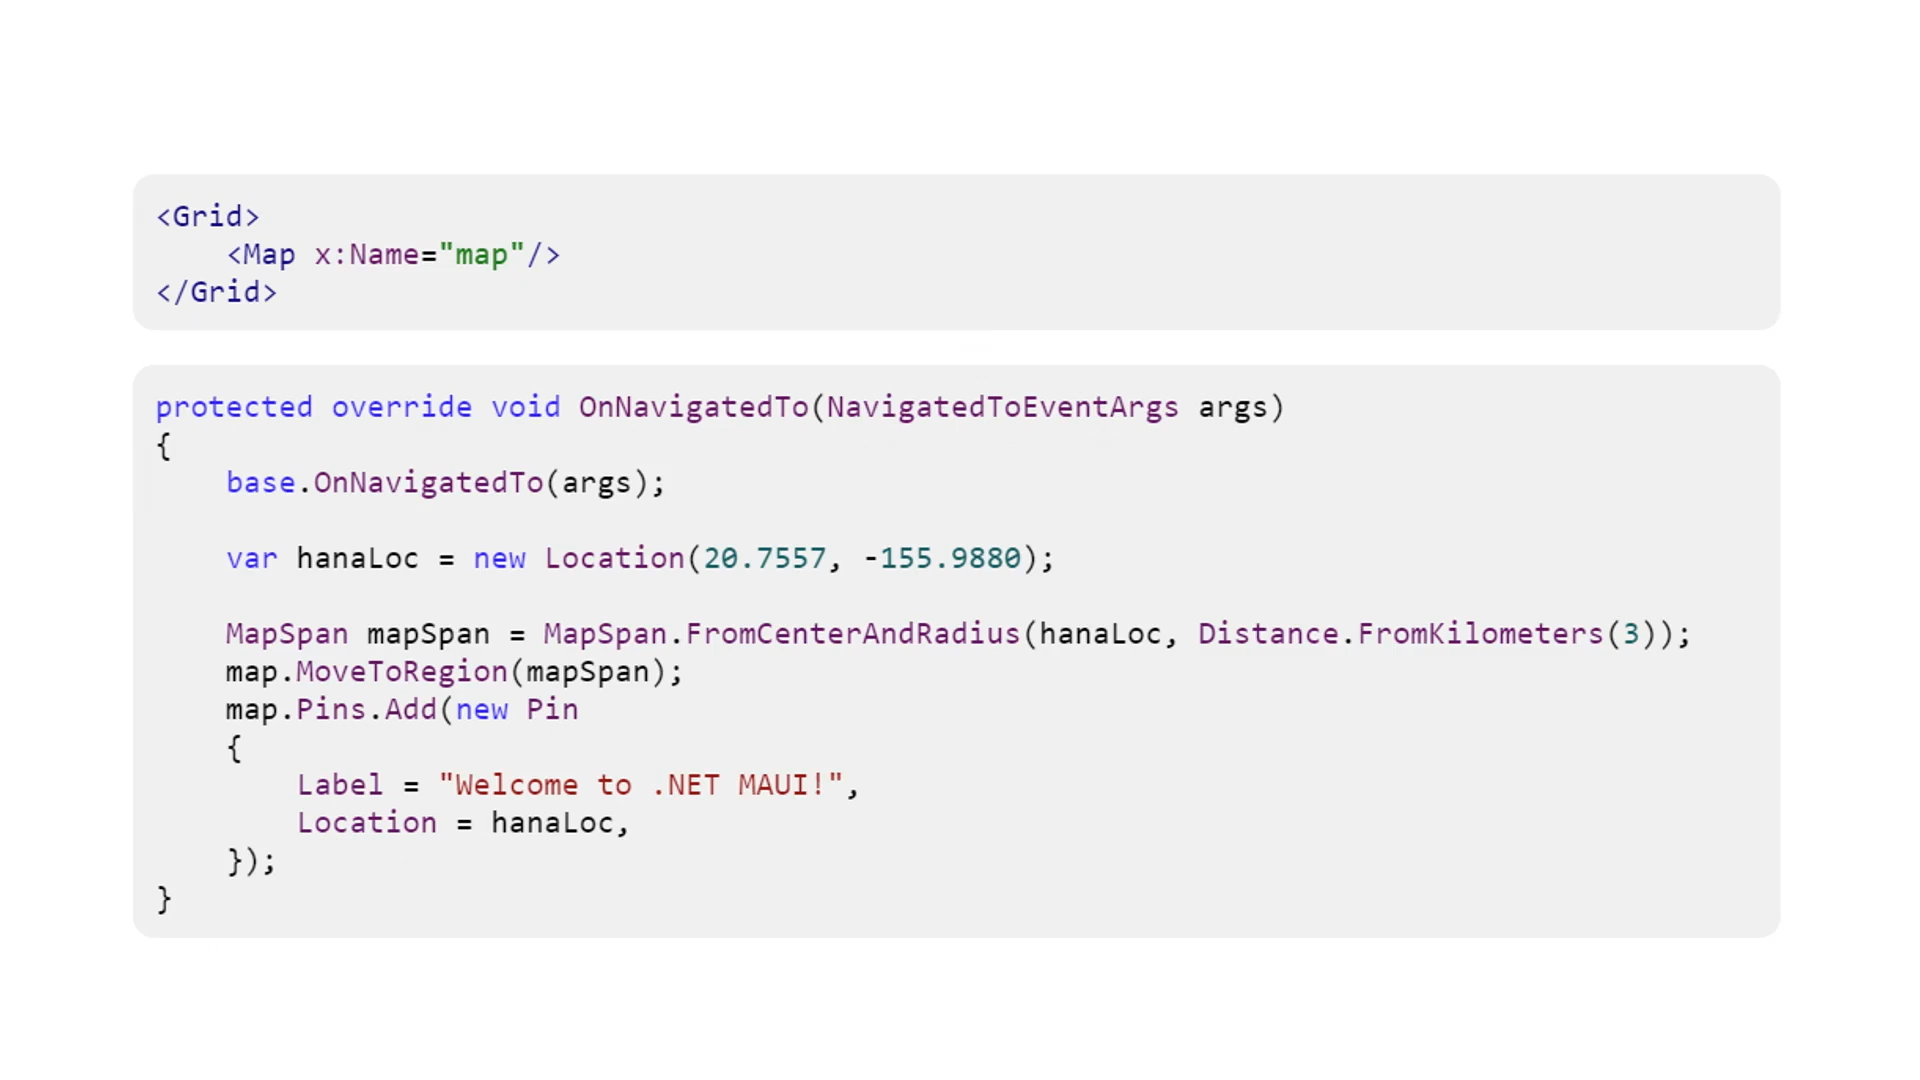 <Grid>
    <Map x:Name="map"/>
</Grid>
protected override void OnNavigatedTo(NavigatedToEventArgs args)
{
    base.OnNavigatedTo(args);
    var hanaLoc = new Location(20.7557, -155.9880);
    MapSpan mapSpan = MapSpan.FromCenterAndRadius(hanaLoc, Distance.FromKilometers(3));
    map.MoveToRegion(mapSpan);
    map.Pins.Add(new Pin
    {
        Label = "Welcome to .NET MAUI!",
        Location = hanaLoc,
    });
}